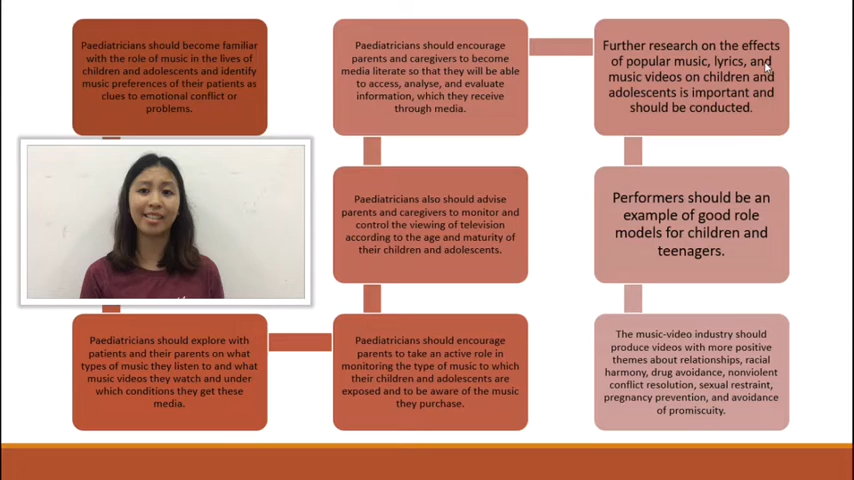 Paediatricians should become familiar
with the role of music in the lives of
children and adolescents and identify
music preferences of their patients as
clues to emotional conflict or
problems.
Paediatricians should explore with
patients and their parents on what
types of music they listen to and what
music videos they watch and under
which conditions they get these
media.
Paediatricians should encourage
parents to take an active role in
monitoring the type of music to which
their children and adolescents are
exposed and to be aware of the music
they purchase.
Paediatricians also should advise
parents and caregivers to monitor and
control the viewing of television
according to the age and maturity of
their children and adolescents.
Paediatricians should encourage
parents and caregivers to become
media literate so that they will be able
to access, analyse, and evaluate
information, which they receive
through media.
Further research on the effects
of popular music, lyrics, and
music videos on children and
adolescents is important and
should be conducted.
Performers should be an
example of good role
models for children and
teenagers.
The music-video industry should
produce videos with more positive
themes about relationships, racial
harmony, drug avoidance, nonviolent
conflict resolution, sexual restraint,
pregnancy prevention, and avoidance
of promiscuity.